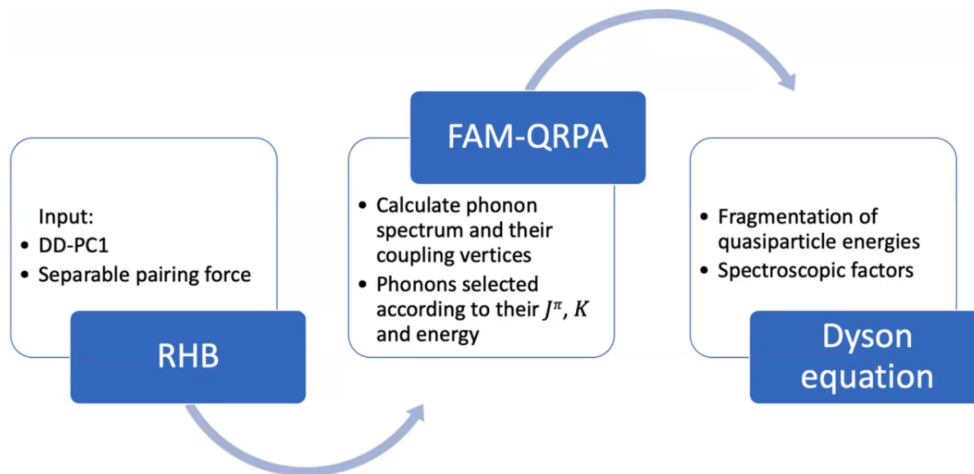 Input:
• DD-PC1
• Separable pairing force
RHB
FAM-QRPA
• Calculate phonon
spectrum and their
coupling vertices
• Phonons selected
according to their J^π, K
and energy
• Fragmentation of
quasiparticle energies
• Spectroscopic factors
Dyson
equation